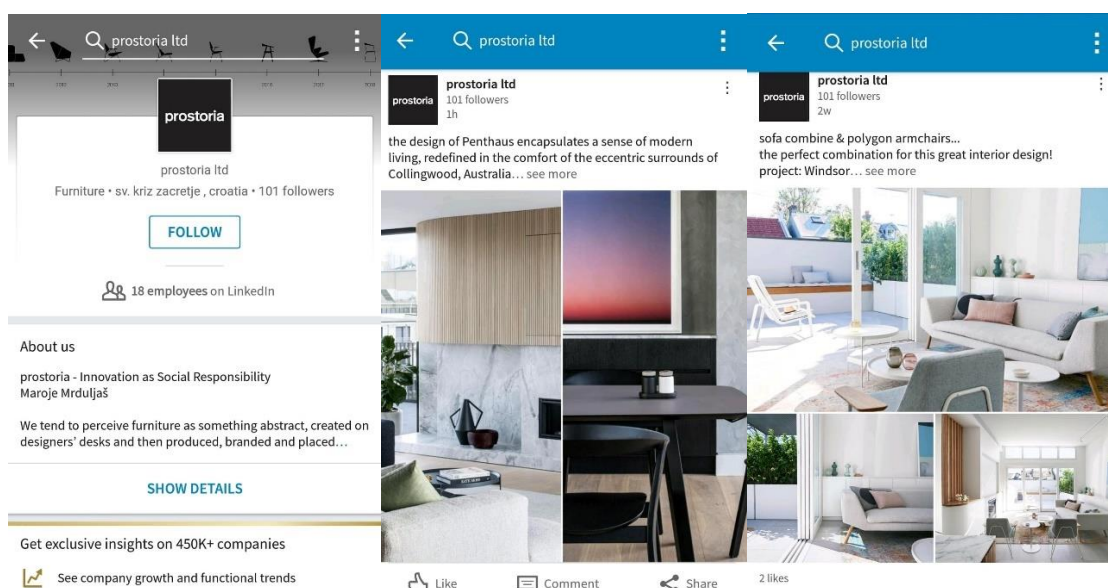 prostoria ltd
prostoria
prostoria ltd
Furniture • sv. kriz zacretje , croatia • 101 followers
FOLLOW
18 employees on LinkedIn
About us
prostoria - Innovation as Social Responsibility
Maroje Mrduljaš
We tend to perceive furniture as something abstract, created on
designers' desks and then produced, branded and placed…
SHOW DETAILS
Get exclusive insights on 450K+ companies
See company growth and functional trends
prostoria ltd
prostoria
prostoria ltd
101 followers
1h
the design of Penthaus encapsulates a sense of modern
living, redefined in the comfort of the eccentric surrounds of
Collingwood, Australia… see more
Like
Comment
Share
prostoria ltd
prostoria
prostoria ltd
101 followers
2w
sofa combine & polygon armchairs...
the perfect combination for this great interior design!
project: Windsor… see more
2 likes